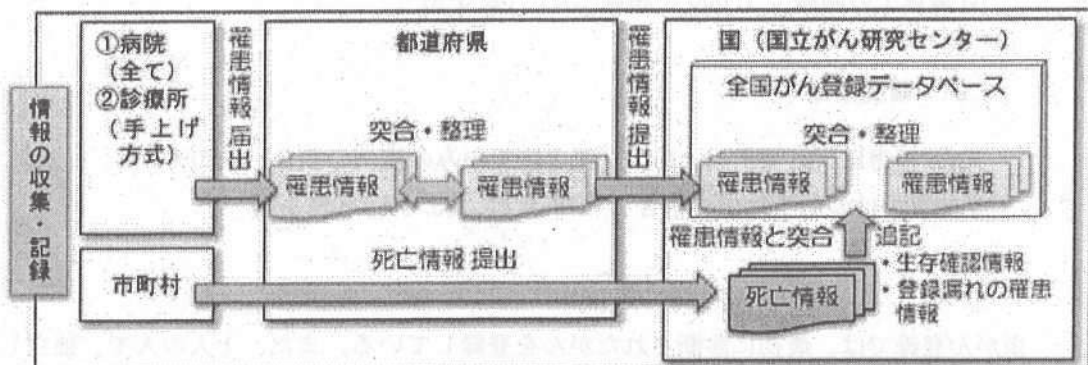 情報の収集・記録
①病院
(全て)
②診療所
(手上げ
方式)
罹患情報 届出
都道府県
突合・整理
罹患情報
罹患情報
罹患情報 提出
国(国立がん研究センター)
全国がん登録データベース
突合・整理
罹患情報
罹患情報
罹患情報と突合
追記
・生存確認情報
・登録漏れの罹患
情報
市町村
死亡情報 提出
死亡情報